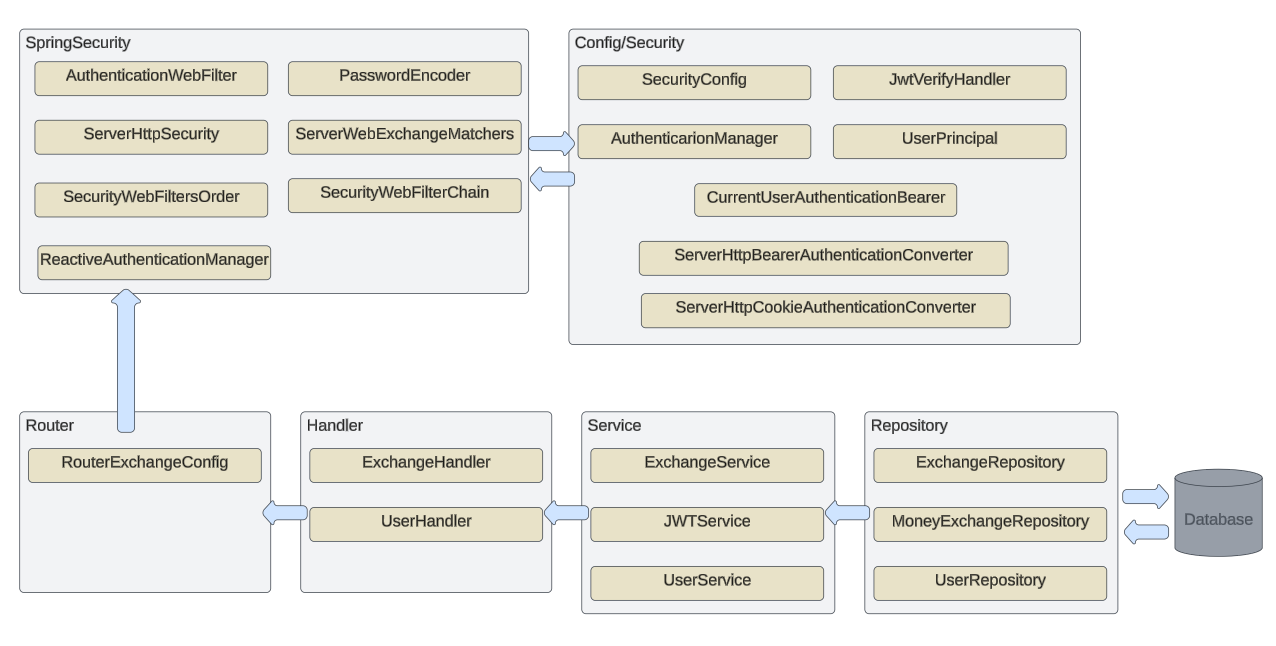 SpringSecurity
AuthenticationWebFilter
PasswordEncoder
ServerHttpSecurity
ServerWebExchangeMatchers
SecurityWebFiltersOrder
SecurityWebFilterChain
ReactiveAuthenticationManager
Config/Security
SecurityConfig
JwtVerifyHandler
AuthenticarionManager
UserPrincipal
CurrentUserAuthenticationBearer
ServerHttpBearerAuthenticationConverter
ServerHttpCookieAuthenticationConverter
Router
RouterExchangeConfig
Handler
ExchangeHandler
UserHandler
Service
ExchangeService
JWTService
UserService
Repository
ExchangeRepository
MoneyExchangeRepository
UserRepository
Database